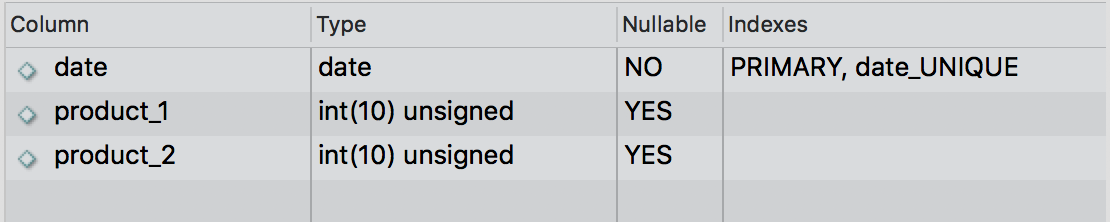 Column Type Nullable Indexes
date date NO PRIMARY, date_UNIQUE
product_1 int(10) unsigned YES
product_2 int(10) unsigned YES